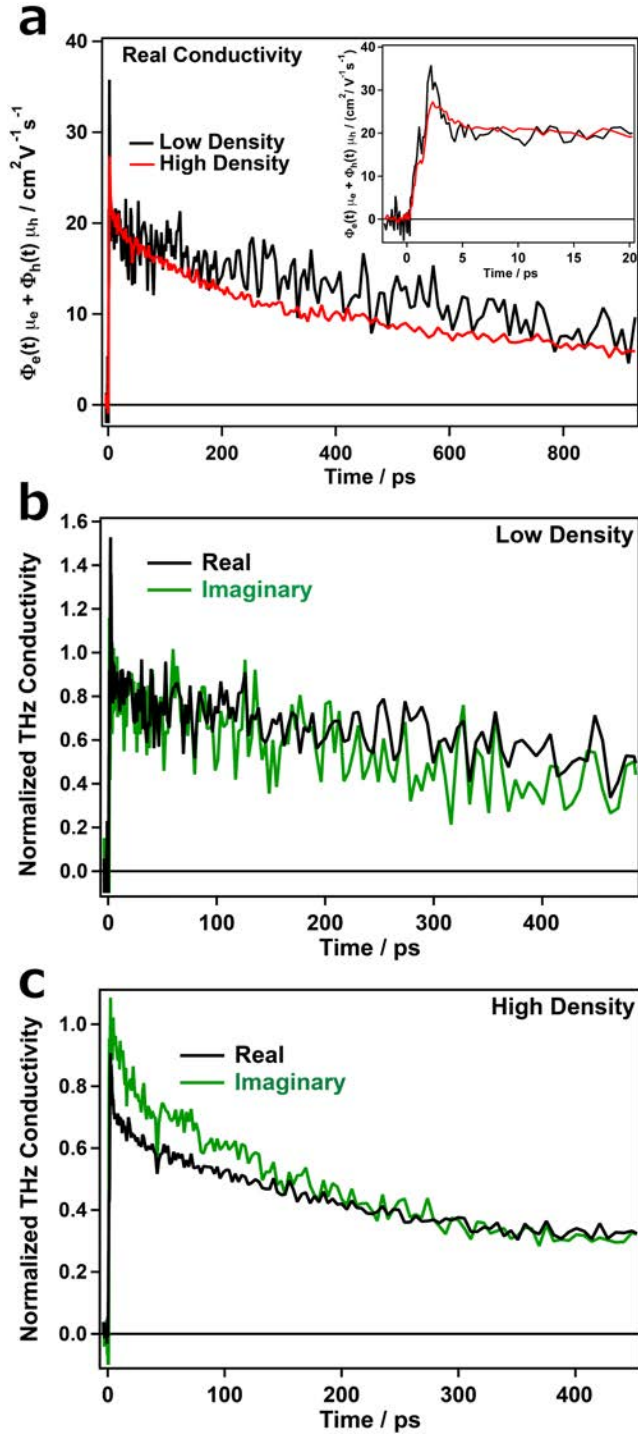 a
Real Conductivity
Low Density
High Density
Φe(t) μe + Φh(t) μh / cm² V⁻¹ s⁻¹
40
30
20
10
0
0
200
400
600
800
Time / ps
Φe(t) μe + Φh(t) μh / (cm²/ V⁻¹s⁻¹)
40
30
20
10
0
0
5
10
15
20
Time / ps
b
Low Density
Real
Imaginary
Normalized THz Conductivity
1.6
1.4
1.2
1.0
0.8
0.6
0.4
0.2
0.0
0
100
200
300
400
Time / ps
c
High Density
Real
Imaginary
Normalized THz Conductivity
1.0
0.8
0.6
0.4
0.2
0.0
0
100
200
300
400
Time / ps